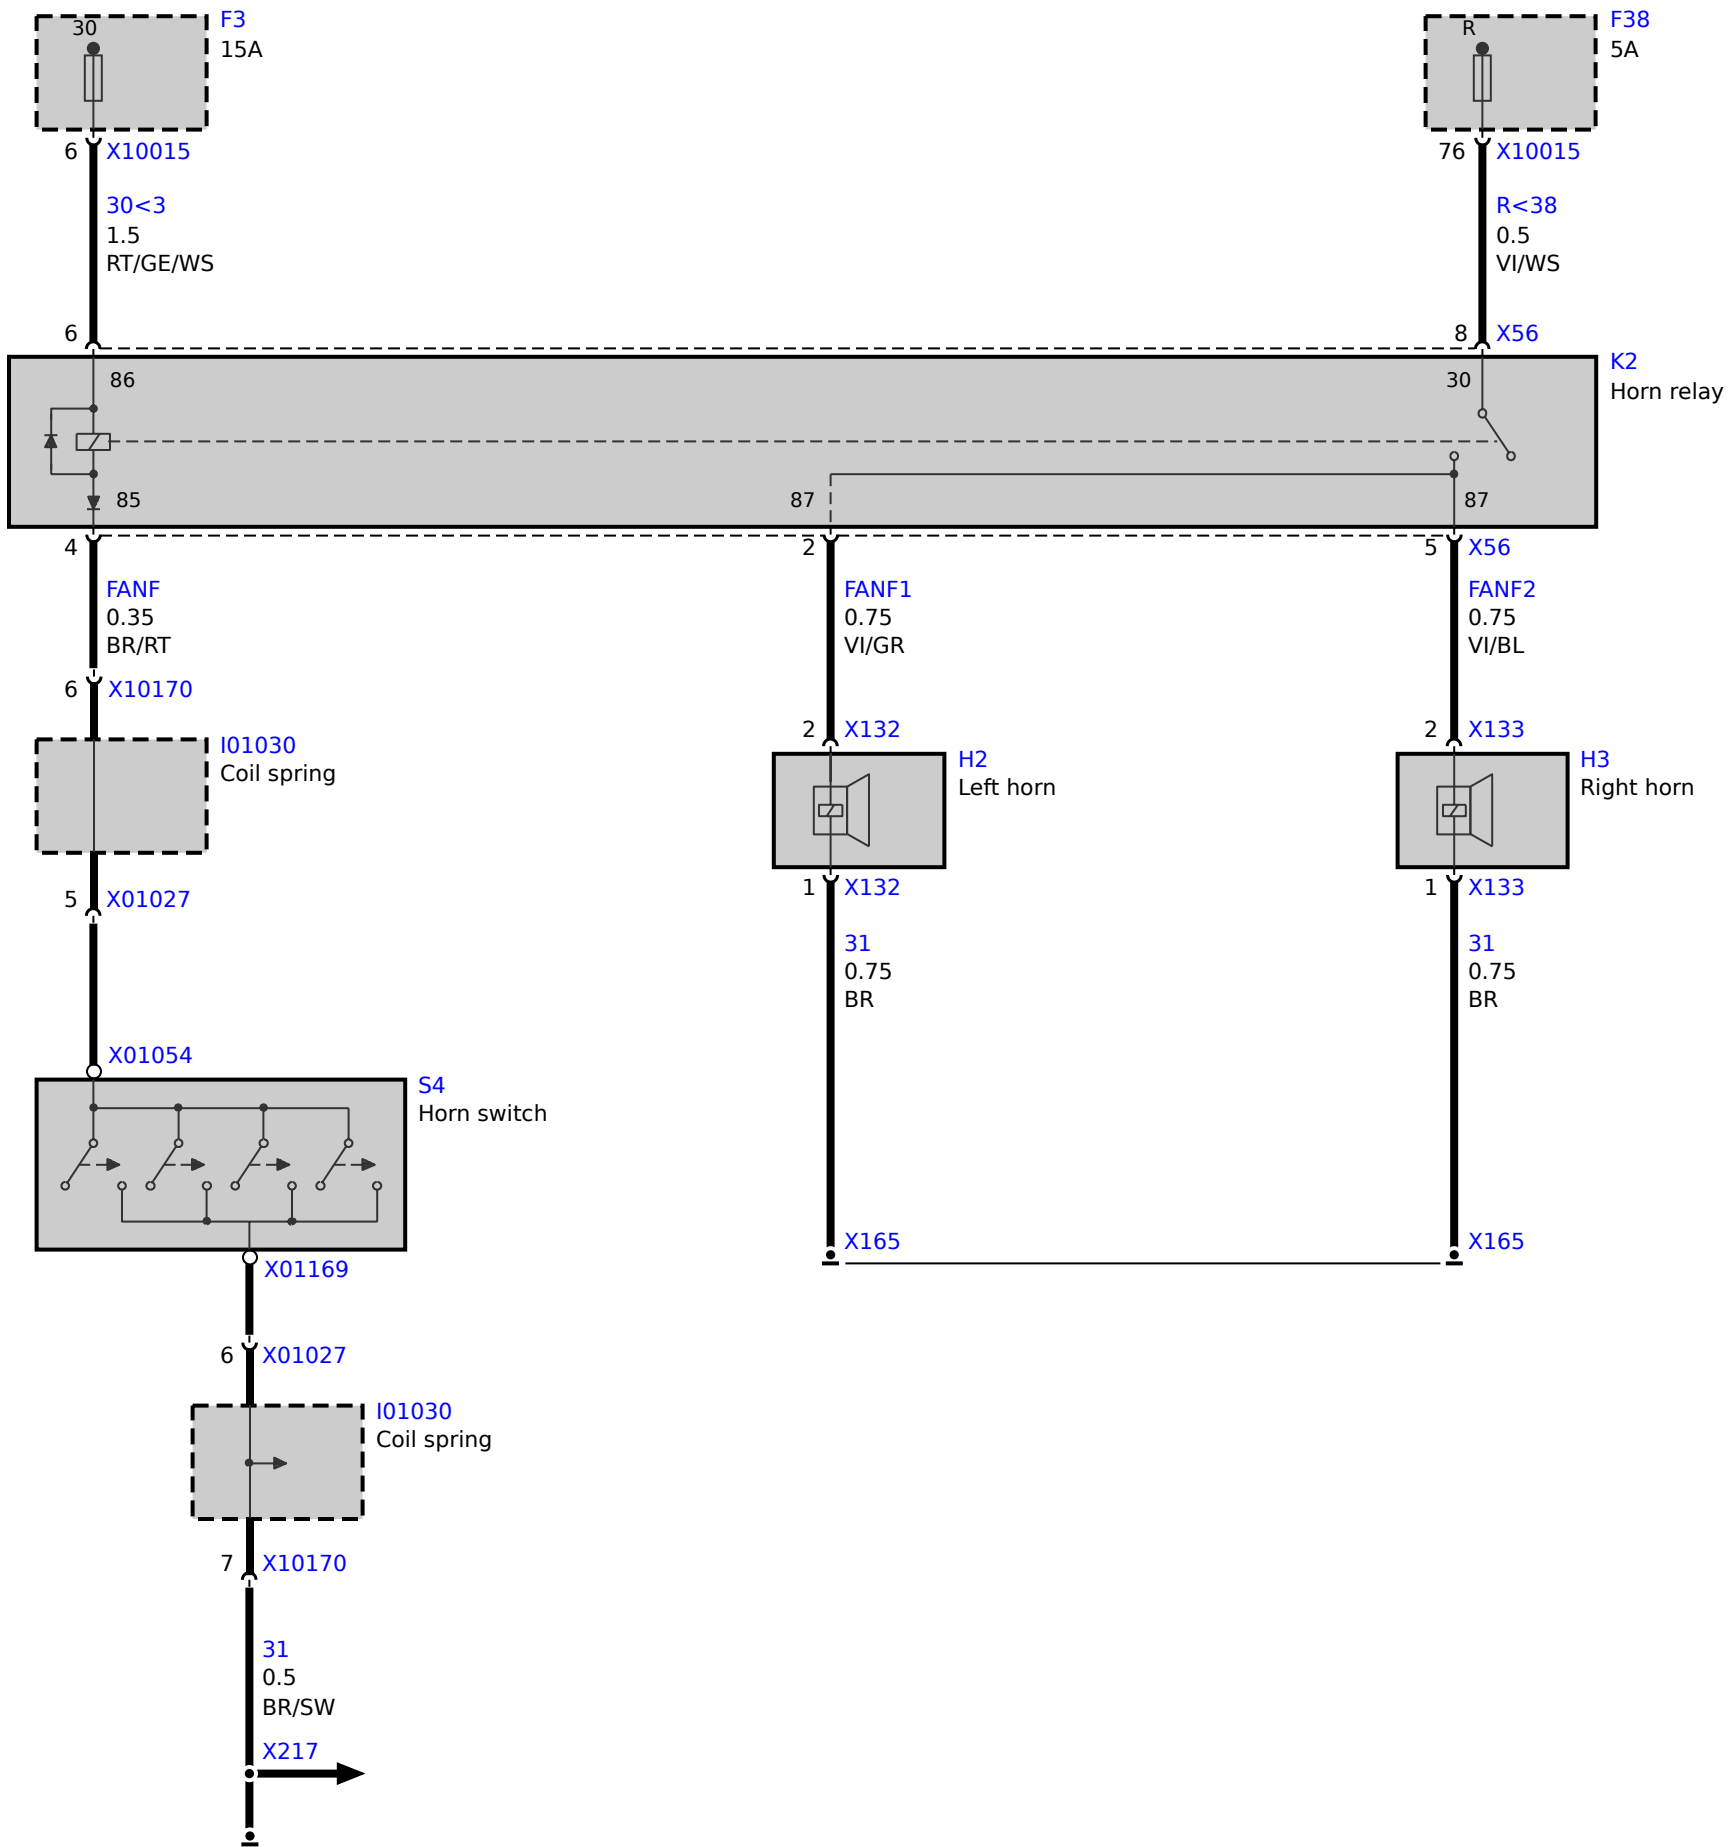 30
F3
15A
R
F38
5A
6 X10015
76 X10015
30<3
1.5
RT/GE/WS
R<38
0.5
VI/WS
6
8 X56
K2
Horn relay
86
30
85
87
87
4
2
5 X56
FANF
0.35
BR/RT
FANF1
0.75
VI/GR
FANF2
0.75
VI/BL
6 X10170
2 X132
2 X133
I01030
Coil spring
H2
Left horn
H3
Right horn
5 X01027
1 X132
1 X133
31
0.75
BR
31
0.75
BR
X01054
S4
Horn switch
X165
X165
X01169
6 X01027
I01030
Coil spring
7 X10170
31
0.5
BR/SW
X217